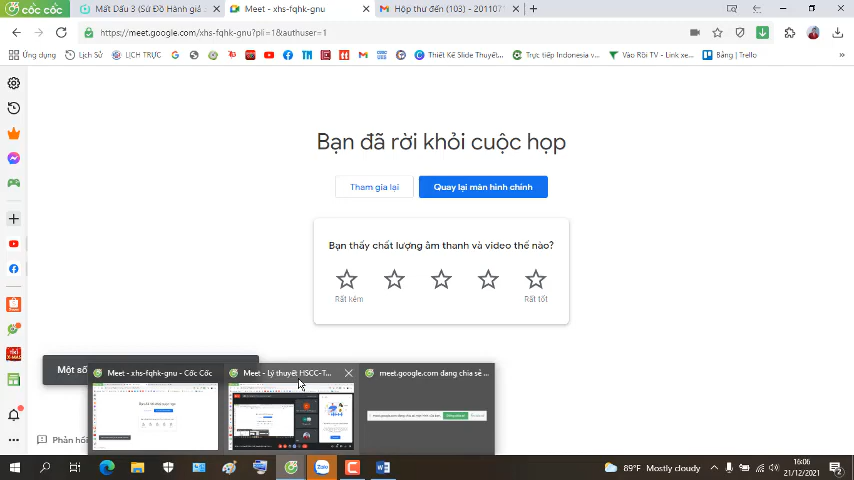 cốc cốc
Mắt Dấu 3 (Sứ Đồ Hành giả :
Meet - xhs-fqhk-gnu
Hộp thư đến (103) - 201107
https://meet.google.com/xhs-fqhk-gnu?pli=1&authuser=1
Ứng dụng
Lịch Sử
LỊCH TRỰC
Thiết Kế Slide Thuyết...
Trực tiếp Indonesia v...
Vào Rồi TV - Link xe...
Bảng | Trello
Bạn đã rời khỏi cuộc họp
Tham gia lại
Quay lại màn hình chính
Bạn thấy chất lượng âm thanh và video thế nào?
Rất kém
Rất tốt
Một số
Meet - xhs-fqhk-gnu - Cốc Cốc
Meet - Lý thuyết HSCC-T...
meet.google.com đang chia sẻ ...
Phản hồi
Zalo
89°F Mostly cloudy
16:06
21/12/2021